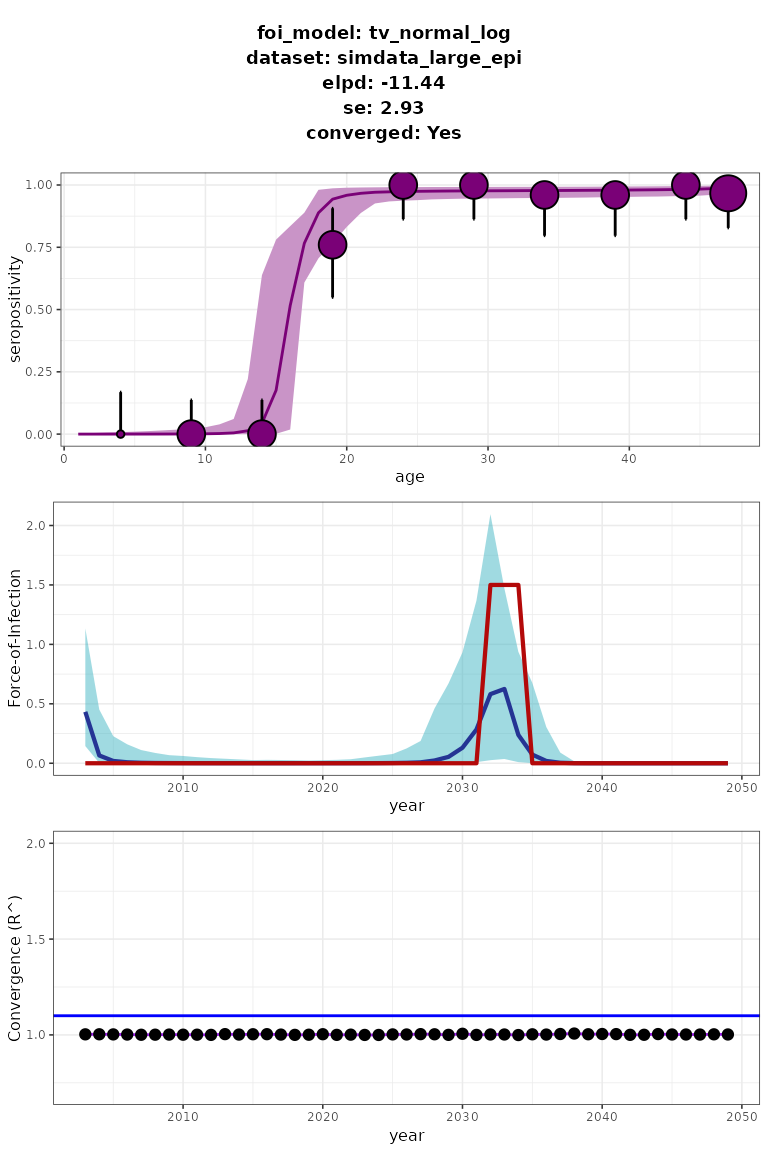 foi_model: tv_normal_log
dataset: simdata_large_epi
elpd: -11.44
se: 2.93
converged: Yes
seropositivity
1.00
0.75
0.50
0.25
0.00
0 10 20 30 40
age
Force-of-Infection
2.0
1.5
1.0
0.5
0.0
2010 2020 2030 2040 2050
year
Convergence (R^)
2.0
1.5
1.0
2010 2020 2030 2040 2050
year